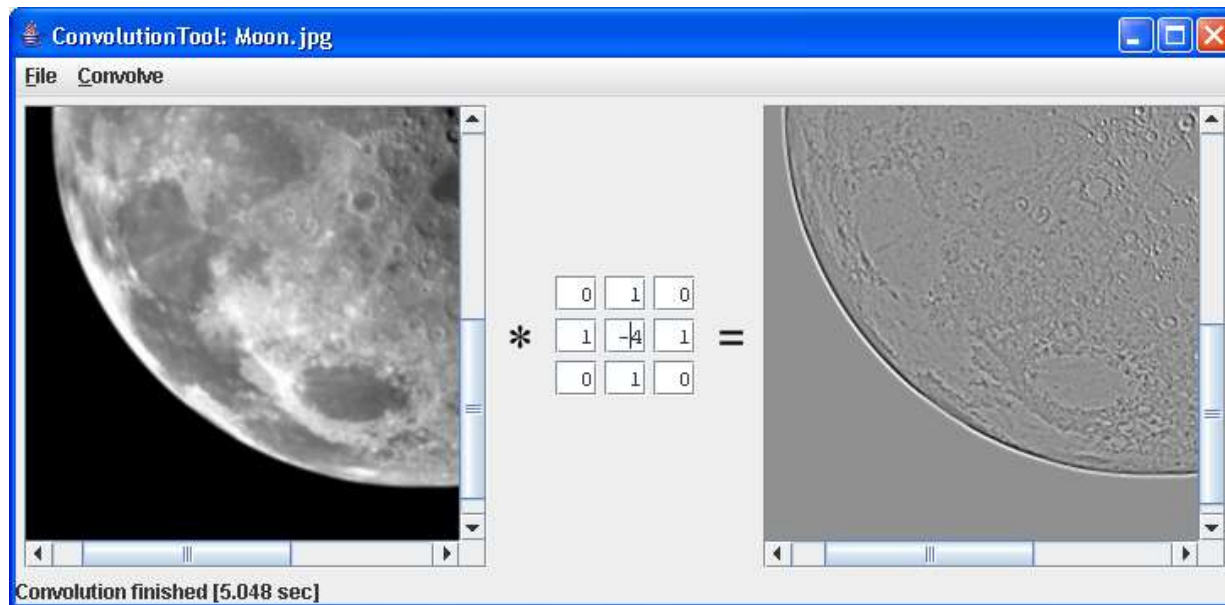 ConvolutionTool: Moon.jpg
File Convolve
0 1 0
* 1 -4 1 =
0 1 0
Convolution finished [5.048 sec]